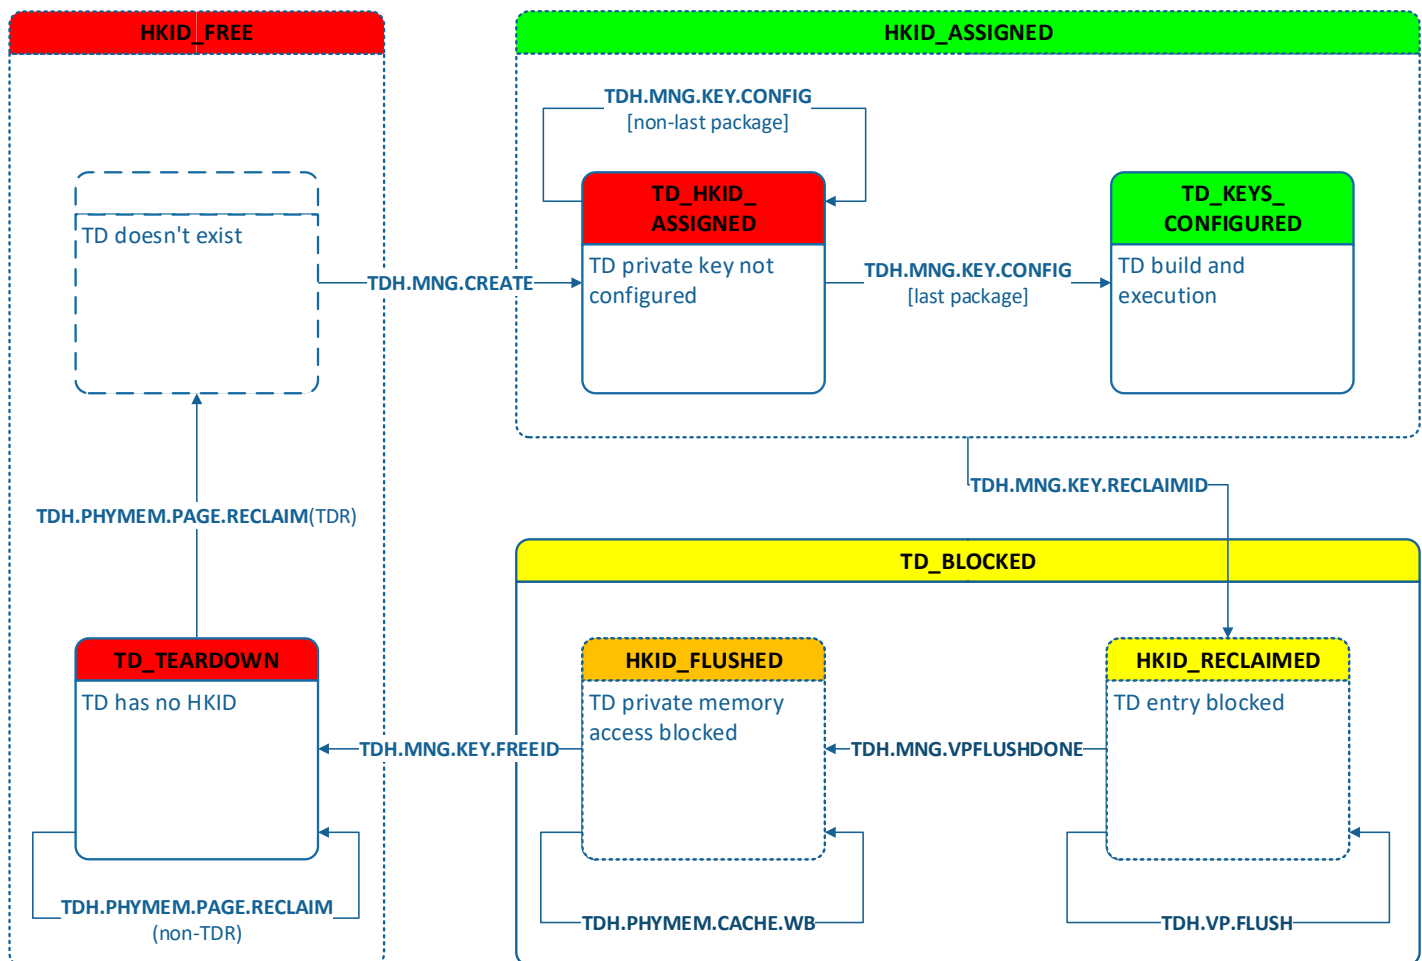 HKID_FREE
HKID_ASSIGNED
TDH.MNG.KEY.CONFIG
[non-last package]
TD doesn't exist
TDH.MNG.CREATE
TD_HKID_
ASSIGNED
TD private key not
configured
TDH.MNG.KEY.CONFIG
[last package]
TD_KEYS_
CONFIGURED
TD build and
execution
TDH.MNG.KEY.RECLAIMID
TDH.PHYMEM.PAGE.RECLAIM(TDR)
TD_BLOCKED
TD_TEARDOWN
TD has no HKID
TDH.MNG.KEY.FREEID
HKID_FLUSHED
TD private memory
access blocked
TDH.MNG.VPFLUSHDONE
HKID_RECLAIMED
TD entry blocked
TDH.PHYMEM.PAGE.RECLAIM
(non-TDR)
TDH.PHYMEM.CACHE.WB
TDH.VP.FLUSH